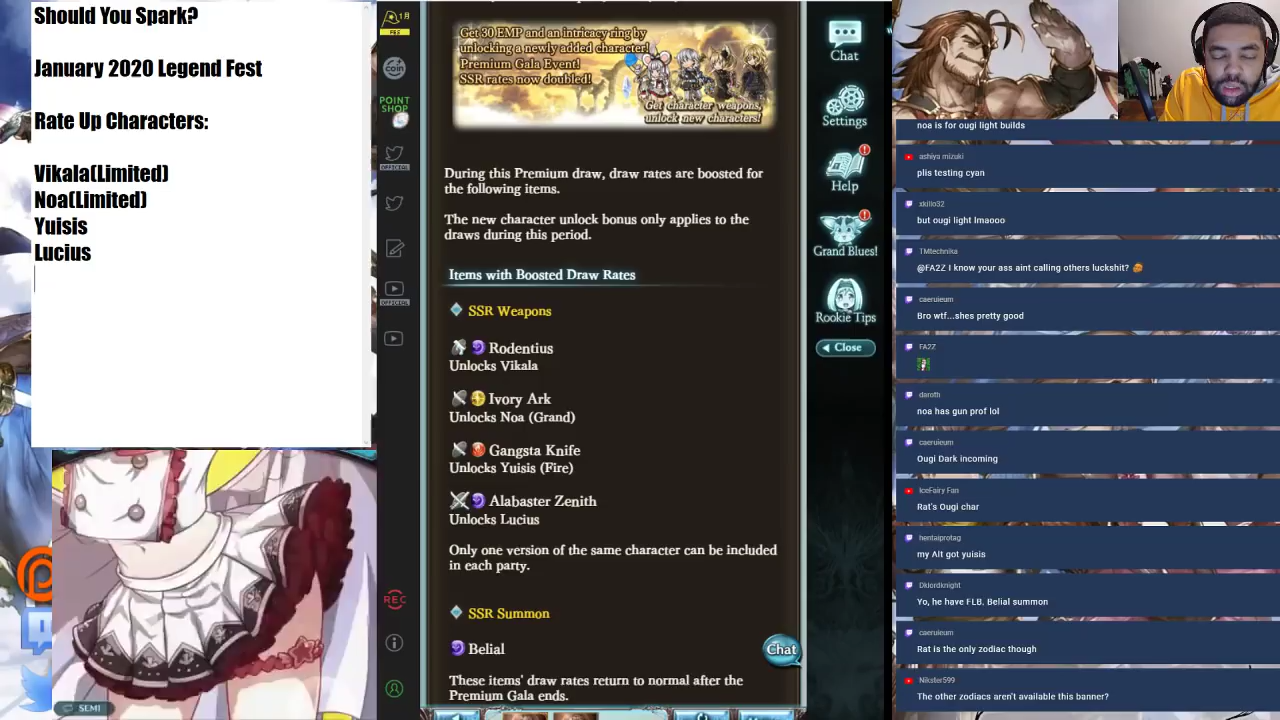 Should You Spark?
January 2020 Legend Fest
Rate Up Characters:
Vikala(Limited)
Noa(Limited)
Yuisis
Lucius
SEMI
coin
POINT
SHOP
OFFICIAL
OFFICIAL
REC
Get 30 EMP and an intricacy ring by
unlocking a newly added character!
Premium Gala Event!
SSR rates now doubled!
Get character weapons,
unlock new characters!
During this Premium draw, draw rates are boosted for
the following items.
The new character unlock bonus only applies to the
draws during this period.
Items with Boosted Draw Rates
SSR Weapons
Rodentius
Unlocks Vikala
Ivory Ark
Unlocks Noa (Grand)
Gangsta Knife
Unlocks Yuisis (Fire)
Alabaster Zenith
Unlocks Lucius
Only one version of the same character can be included
in each party.
SSR Summon
Belial
These items' draw rates return to normal after the
Premium Gala ends.
Chat
Chat
Settings
Help
Grand Blues!
Rookie Tips
Close
noa is for ougi light builds
ashiya mizuki
plis testing cyan
xkillo32
but ougi light lmaooo
TMtechnika
@FA2Z I know your ass aint calling others luckshit?
caeruleum
Bro wtf...shes pretty good
FA2Z
daroth
noa has gun prof lol
caeruleum
Ougi Dark incoming
IceFairy Fan
Rat's Ougi char
hentaiprotag
my Alt got yuisis
Dklordknight
Yo, he have FLB. Belial summon
caeruleum
Rat is the only zodiac though
Nikster599
The other zodiacs aren't available this banner?